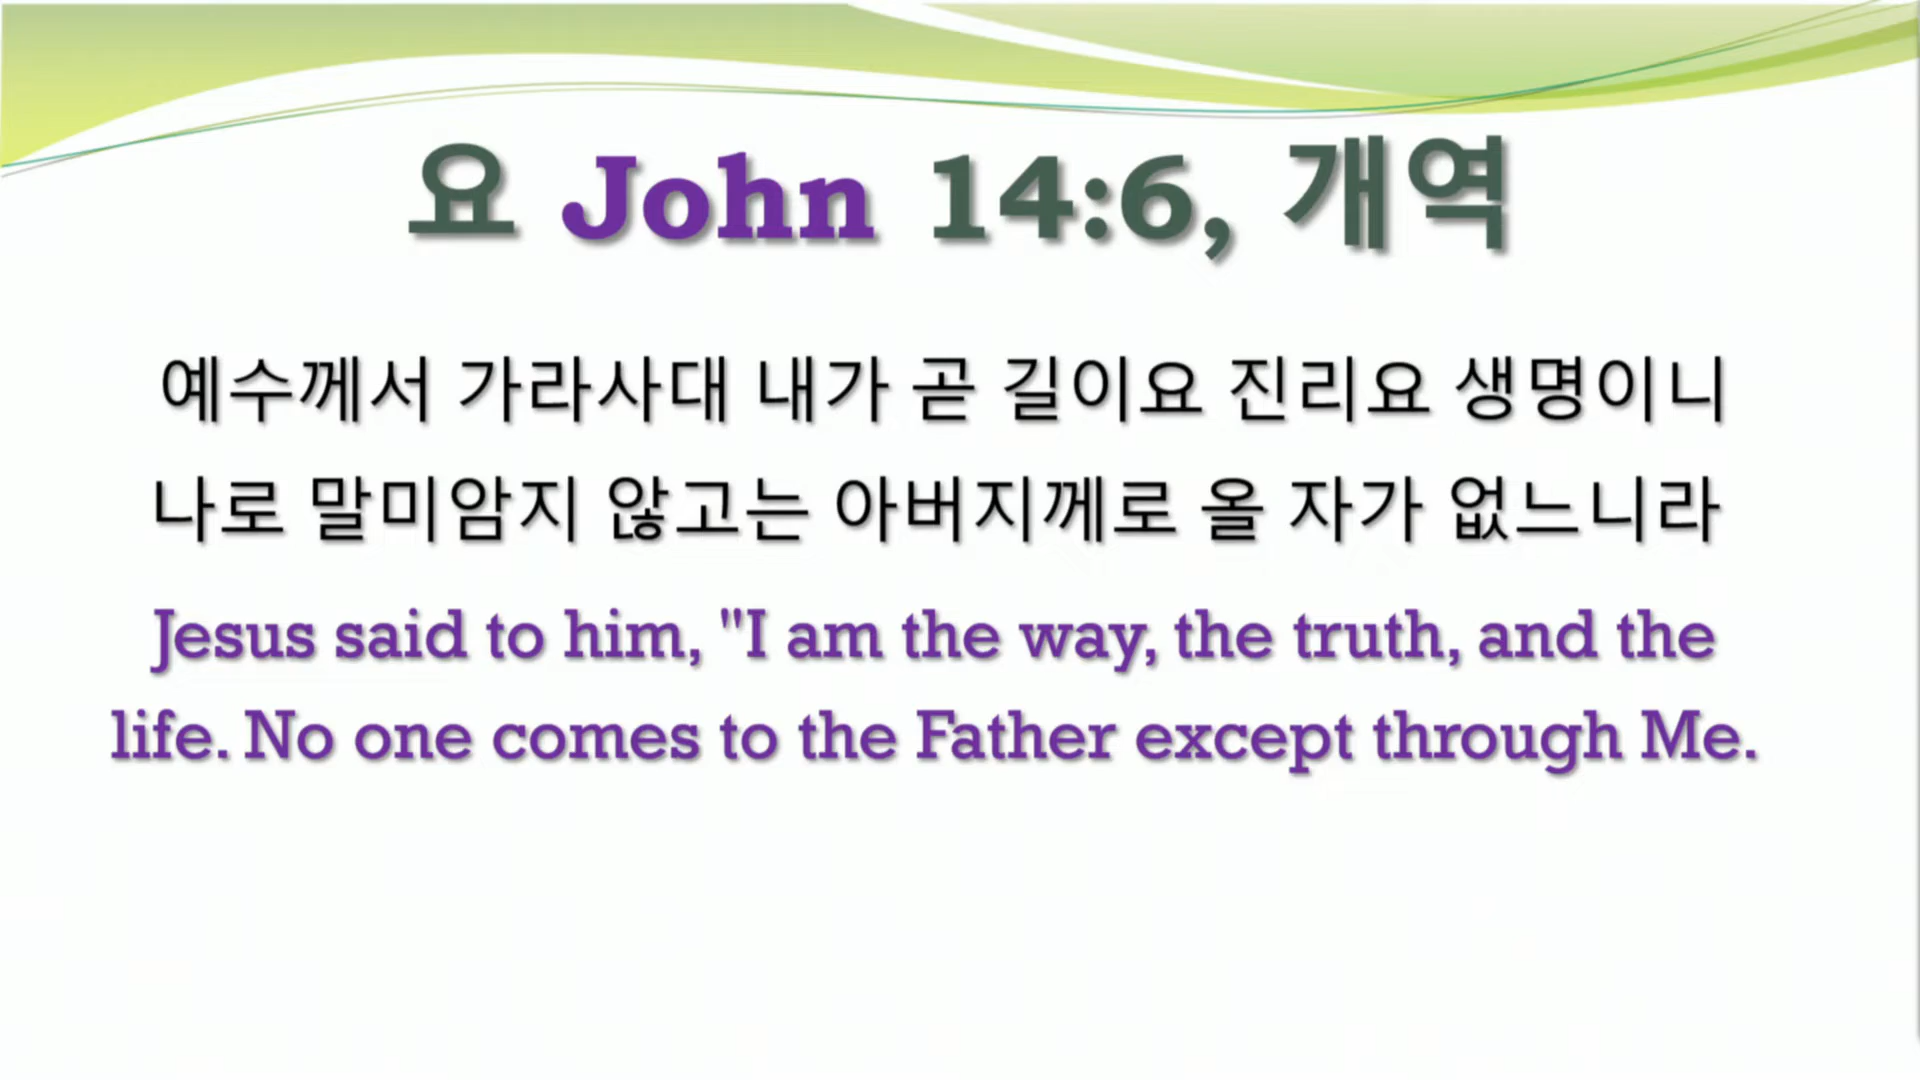 요 John 14:6, 개역
예수께서 가라사대 내가 곧 길이요 진리요 생명이니
나로 말미암지 않고는 아버지께로 올 자가 없느니라
Jesus said to him, "I am the way, the truth, and the
life. No one comes to the Father except through Me.